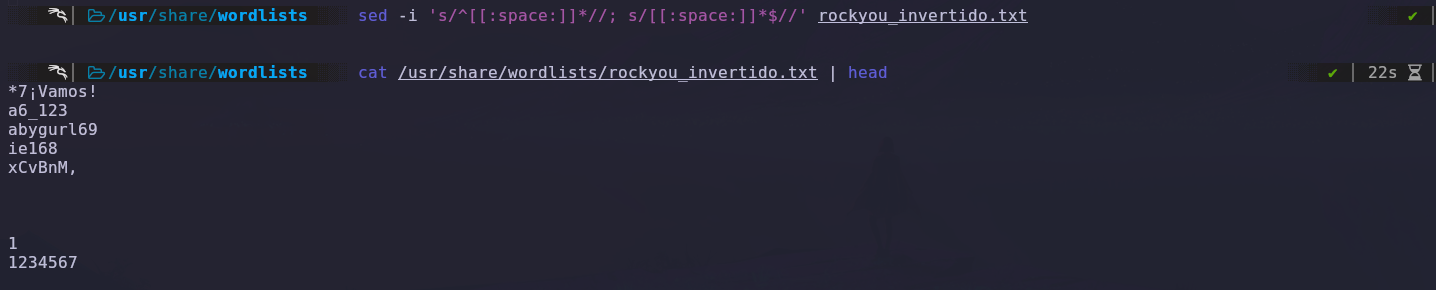 /usr/share/wordlists sed -i 's/^[[:space:]]*//; s/[[:space:]]*$//' rockyou_invertido.txt ✔
/usr/share/wordlists cat /usr/share/wordlists/rockyou_invertido.txt | head ✔ 22s
*7¡Vamos!
a6_123
abygurl69
ie168
xCvBnM,
1
1234567